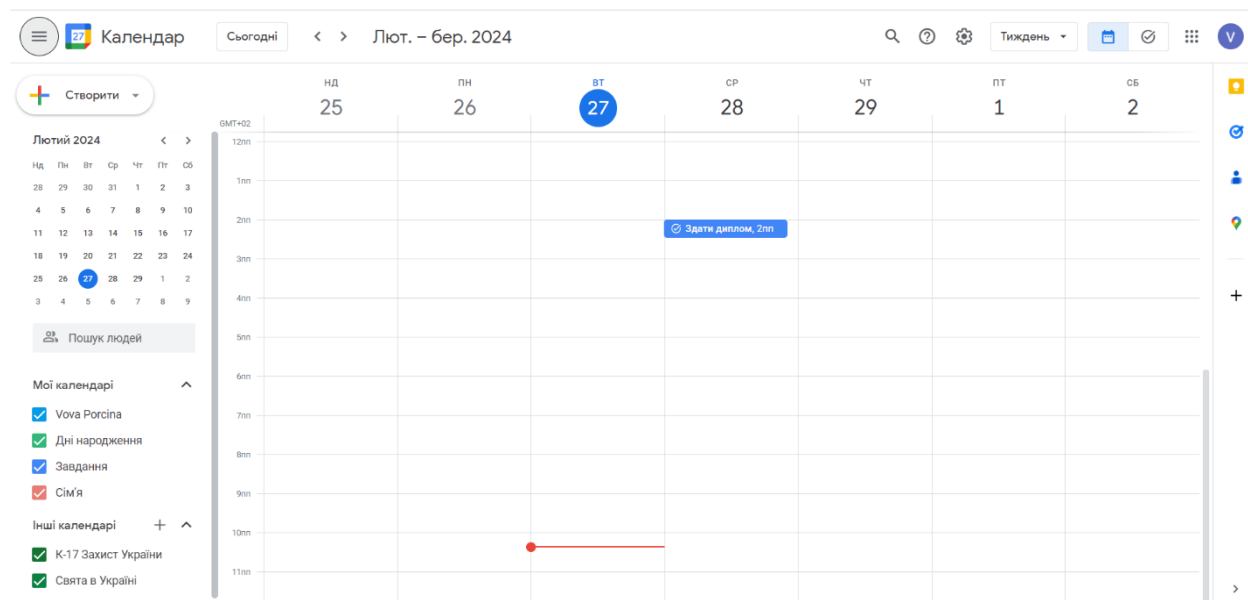 27 Календар Сьогодні Лют. – бер. 2024 Тиждень V
Створити
НД ПН ВТ СР ЧТ ПТ СБ
25 26 27 28 29 1 2
GMT+02
Лютий 2024
Нд Пн Вт Ср Чт Пт Сб
28 29 30 31 1 2 3
4 5 6 7 8 9 10
11 12 13 14 15 16 17
18 19 20 21 22 23 24
25 26 27 28 29 1 2
3 4 5 6 7 8 9
Пошук людей
Мої календарі
Vova Porcina
Дні народження
Завдання
Сім'я
Інші календарі
К-17 Захист України
Свята в Україні
12пп
1пп
2пп
Здати диплом, 2пп
3пп
4пп
5пп
6пп
7пп
8пп
9пп
10пп
11пп